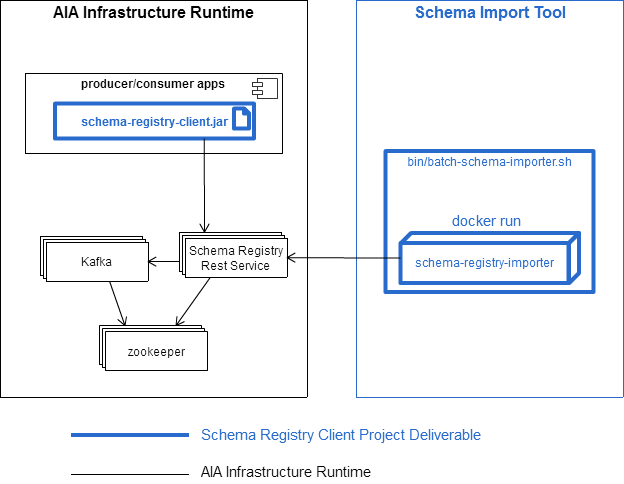 AIA Infrastructure Runtime
Schema Import Tool
producer/consumer apps
schema-registry-client.jar
bin/batch-schema-importer.sh
docker run
schema-registry-importer
Kafka
Schema Registry
Rest Service
zookeeper
Schema Registry Client Project Deliverable
AIA Infrastructure Runtime